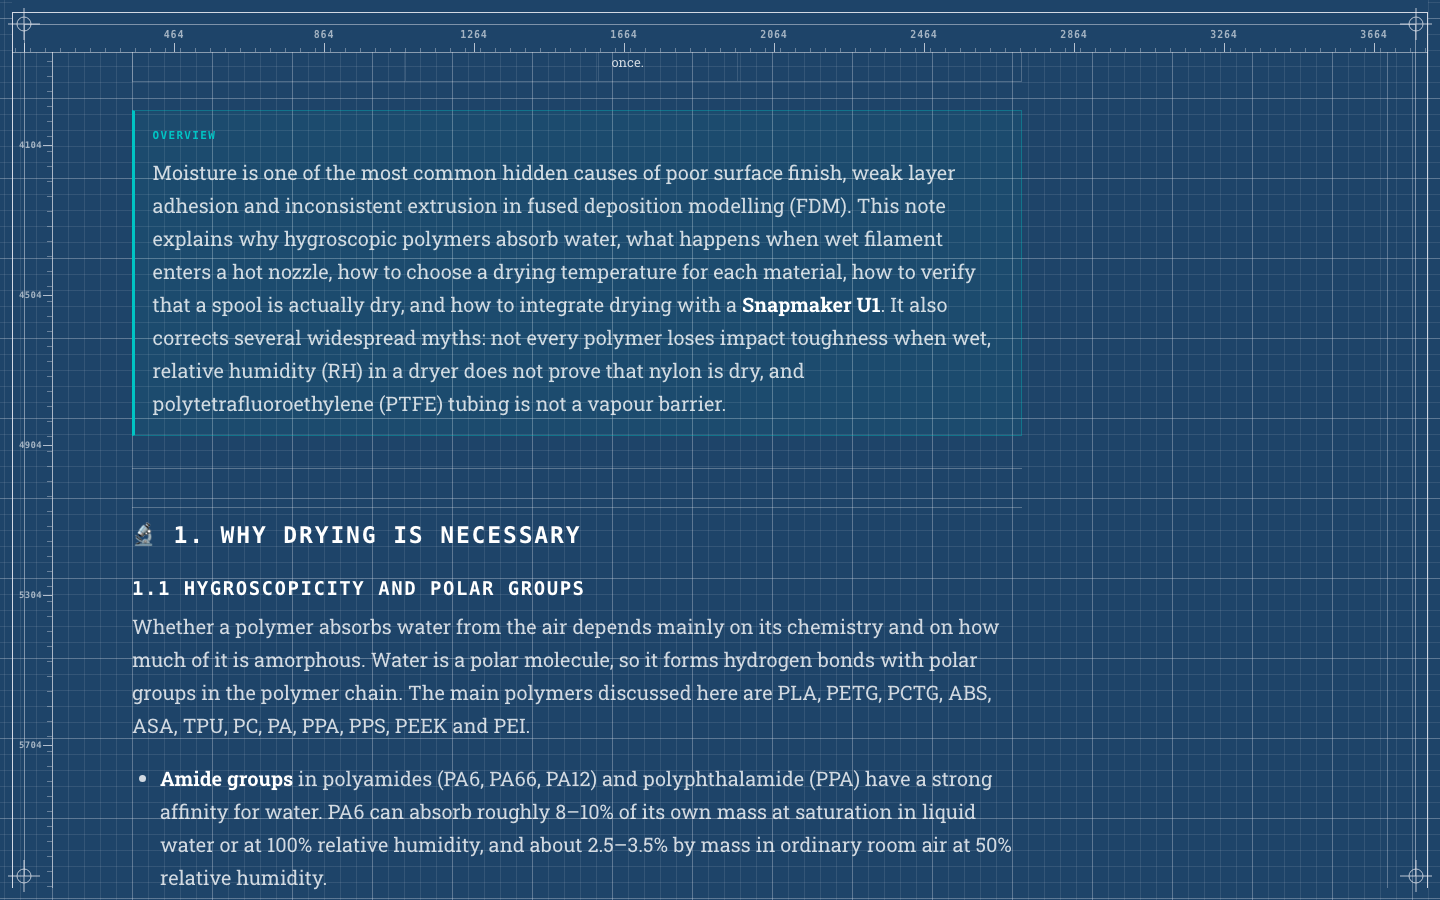 464 864 1264 1664 2064 2464 2864 3264 3664
once.
4104
OVERVIEW
Moisture is one of the most common hidden causes of poor surface finish, weak layer
adhesion and inconsistent extrusion in fused deposition modelling (FDM). This note
explains why hygroscopic polymers absorb water, what happens when wet filament
enters a hot nozzle, how to choose a drying temperature for each material, how to verify
4504
that a spool is actually dry, and how to integrate drying with a Snapmaker U1. It also
corrects several widespread myths: not every polymer loses impact toughness when wet,
relative humidity (RH) in a dryer does not prove that nylon is dry, and
polytetrafluoroethylene (PTFE) tubing is not a vapour barrier.
4904
1. WHY DRYING IS NECESSARY
1.1 HYGROSCOPICITY AND POLAR GROUPS
5304
Whether a polymer absorbs water from the air depends mainly on its chemistry and on how
much of it is amorphous. Water is a polar molecule, so it forms hydrogen bonds with polar
groups in the polymer chain. The main polymers discussed here are PLA, PETG, PCTG, ABS,
ASA, TPU, PC, PA, PPA, PPS, PEEK and PEI.
5704
Amide groups in polyamides (PA6, PA66, PA12) and polyphthalamide (PPA) have a strong
affinity for water. PA6 can absorb roughly 8–10% of its own mass at saturation in liquid
water or at 100% relative humidity, and about 2.5–3.5% by mass in ordinary room air at 50%
relative humidity.